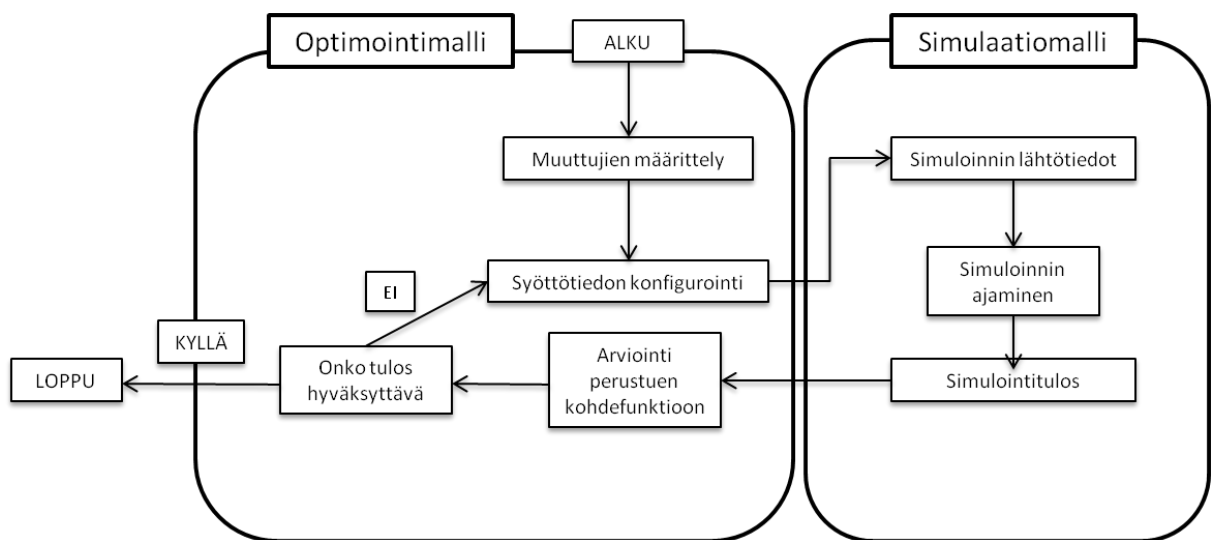 Optimointimalli
ALKU
Simulaatiomalli
Muuttujien määrittely
Simuloinnin lähtötiedot
Syöttötiedon konfigurointi
Simuloinnin
ajaminen
EI
KYLLÄ
LOPPU
Onko tulos
hyväksyttävä
Arviointi
perustuen
kohdefunktioon
Simulointitulos